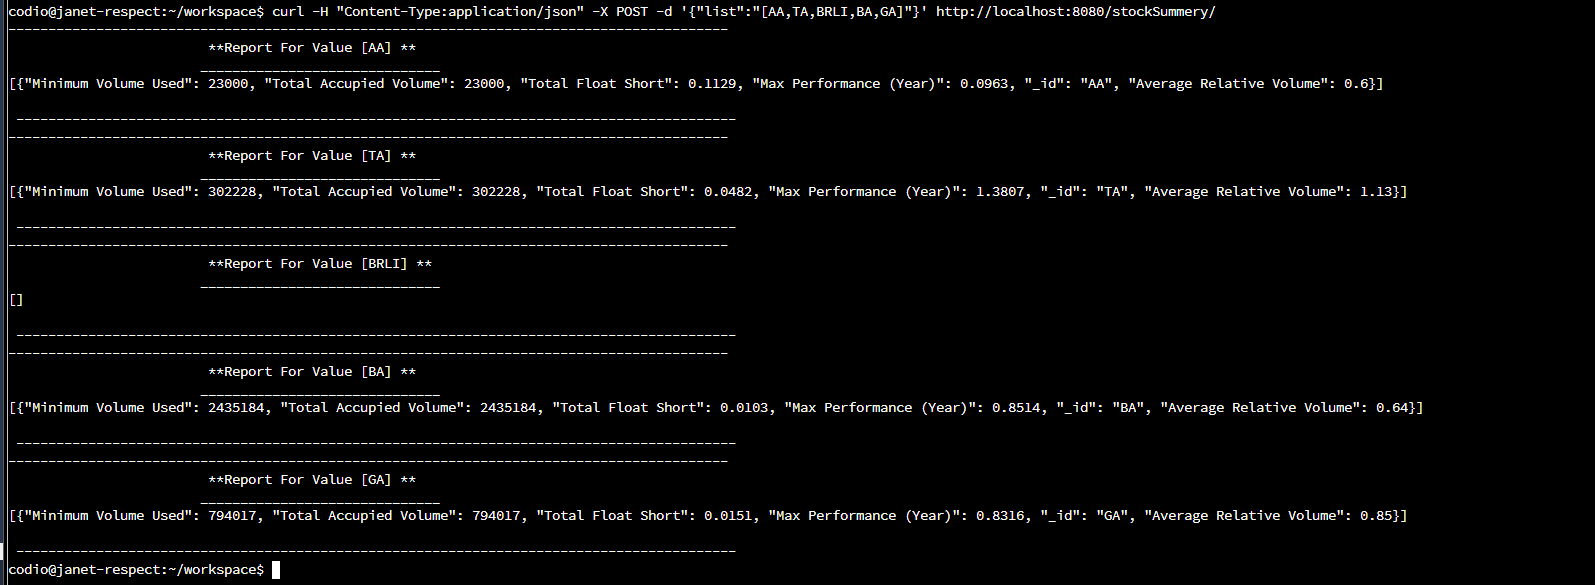 codio@janet-respect:~/workspace$ curl -H "Content-Type:application/json" -X POST -d '{"list":"[AA,TA,BRLI,BA,GA]"}' http://localhost:8080/stockSummery/
------------------------------------------------------------------------------------------
**Report For Value [AA] **
______________________________
[{"Minimum Volume Used": 23000, "Total Accupied Volume": 23000, "Total Float Short": 0.1129, "Max Performance (Year)": 0.0963, "_id": "AA", "Average Relative Volume": 0.6}]
------------------------------------------------------------------------------------------
------------------------------------------------------------------------------------------
**Report For Value [TA] **
______________________________
[{"Minimum Volume Used": 302228, "Total Accupied Volume": 302228, "Total Float Short": 0.0482, "Max Performance (Year)": 1.3807, "_id": "TA", "Average Relative Volume": 1.13}]
------------------------------------------------------------------------------------------
------------------------------------------------------------------------------------------
**Report For Value [BRLI] **
______________________________
[]
------------------------------------------------------------------------------------------
------------------------------------------------------------------------------------------
**Report For Value [BA] **
______________________________
[{"Minimum Volume Used": 2435184, "Total Accupied Volume": 2435184, "Total Float Short": 0.0103, "Max Performance (Year)": 0.8514, "_id": "BA", "Average Relative Volume": 0.64}]
------------------------------------------------------------------------------------------
------------------------------------------------------------------------------------------
**Report For Value [GA] **
______________________________
[{"Minimum Volume Used": 794017, "Total Accupied Volume": 794017, "Total Float Short": 0.0151, "Max Performance (Year)": 0.8316, "_id": "GA", "Average Relative Volume": 0.85}]
------------------------------------------------------------------------------------------
codio@janet-respect:~/workspace$